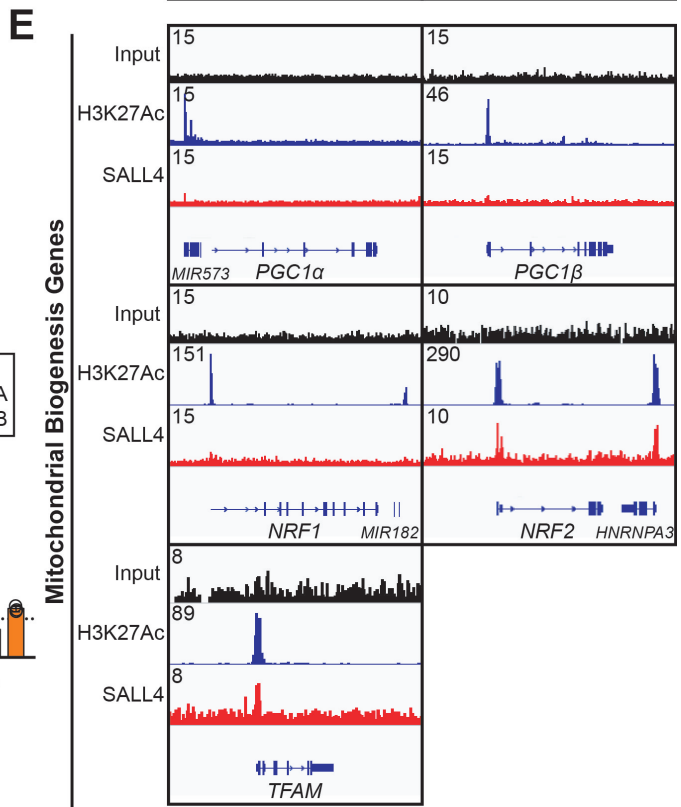 E
Mitochondrial Biogenesis Genes
A
B
Input
15
15
H3K27Ac
15
46
SALL4
15
15
MIR573
PGC1α
PGC1β
Input
15
10
H3K27Ac
151
290
SALL4
15
10
NRF1
MIR182
NRF2
HNRNPA3
Input
8
H3K27Ac
89
SALL4
8
TFAM